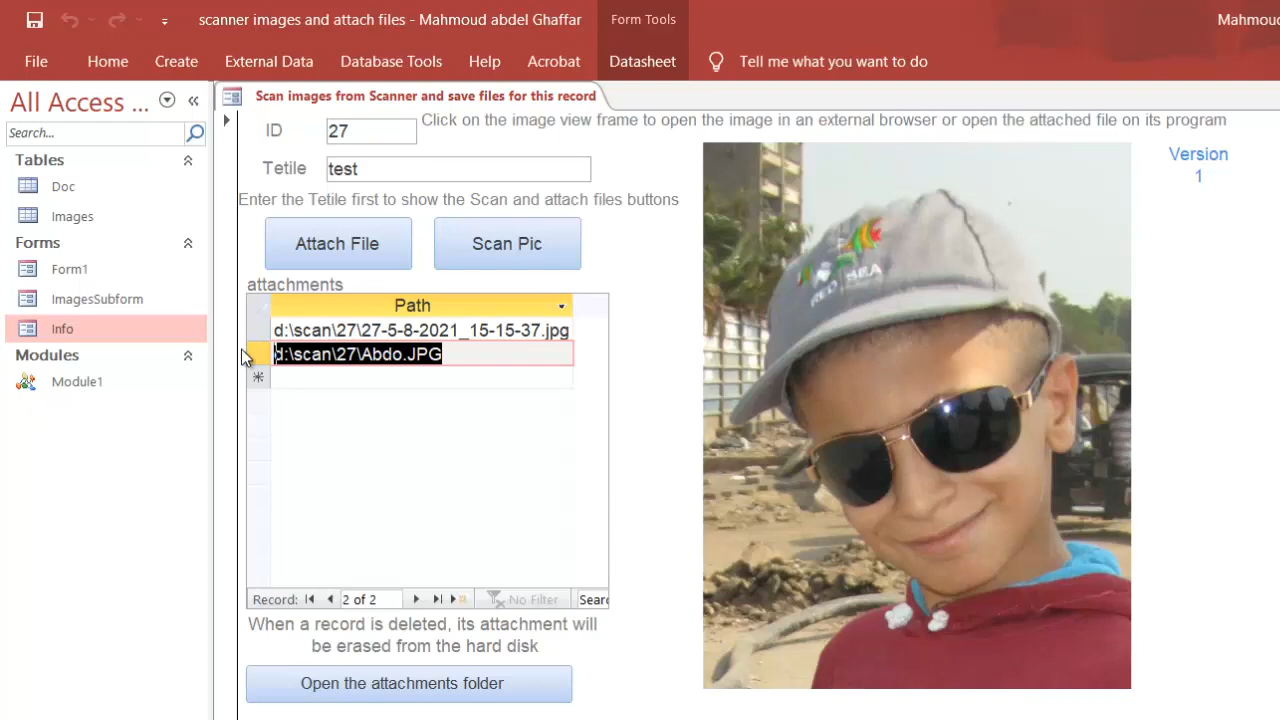 scanner images and attach files - Mahmoud abdel Ghaffar
Form Tools
Mahmoud
File Home Create External Data Database Tools Help Acrobat Datasheet Tell me what you want to do
All Access ...
Search...
Tables
Doc
Images
Forms
Form1
ImagesSubform
Info
Modules
Module1
Scan images from Scanner and save files for this record
ID 27
Click on the image view frame to open the image in an external browser or open the attached file on its program
Tetile test
Enter the Tetile first to show the Scan and attach files buttons
Attach File Scan Pic
attachments
Path
d:\scan\27\27-5-8-2021_15-15-37.jpg
d:\scan\27\Abdo.JPG
Record: 2 of 2 No Filter Searc
When a record is deleted, its attachment will
be erased from the hard disk
Open the attachments folder
RED SEA
Version
1